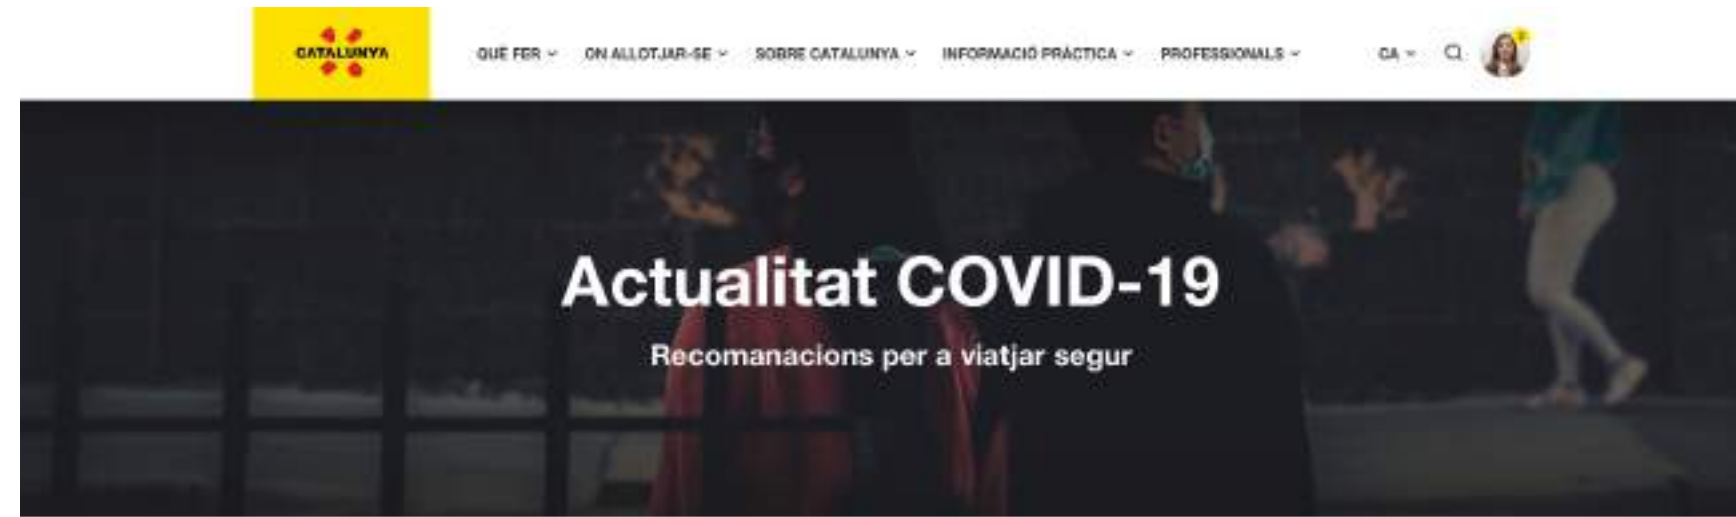 CATALUNYA
QUÈ FER ON ALLOTJAR-SE SOBRE CATALUNYA INFORMACIÓ PRÀCTICA PROFESSIONALS CA
Actualitat COVID-19
Recomanacions per a viatjar segur